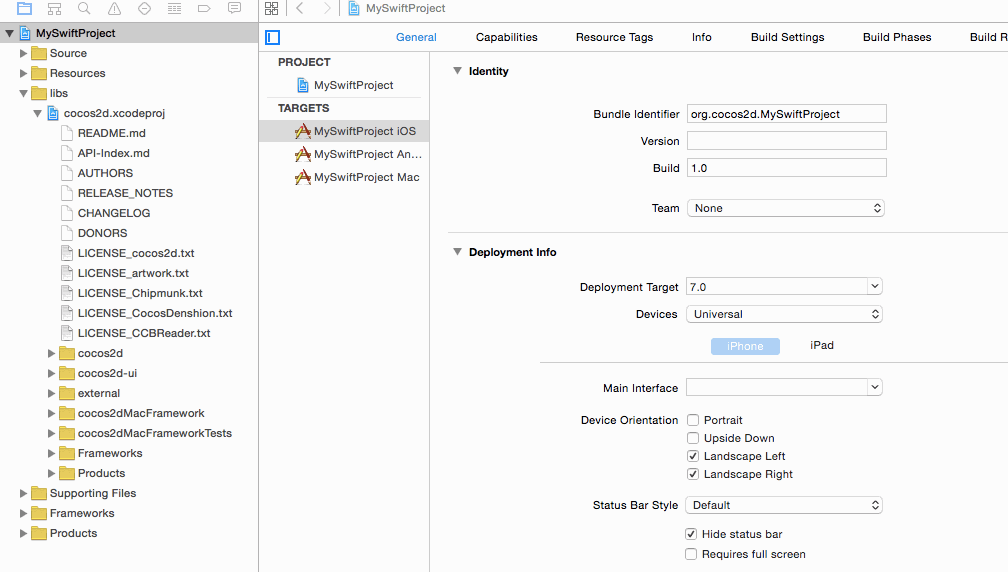 MySwiftProject
MySwiftProject
Source
Resources
libs
cocos2d.xcodeproj
README.md
API-Index.md
AUTHORS
RELEASE_NOTES
CHANGELOG
DONORS
LICENSE_cocos2d.txt
LICENSE_artwork.txt
LICENSE_Chipmunk.txt
LICENSE_CocosDenshion.txt
LICENSE_CCBReader.txt
cocos2d
cocos2d-ui
external
cocos2dMacFramework
cocos2dMacFrameworkTests
Frameworks
Products
Supporting Files
Frameworks
Products
General Capabilities Resource Tags Info Build Settings Build Phases Build R
PROJECT
MySwiftProject
TARGETS
MySwiftProject iOS
MySwiftProject An...
MySwiftProject Mac
Identity
Bundle Identifier org.cocos2d.MySwiftProject
Version
Build 1.0
Team None
Deployment Info
Deployment Target 7.0
Devices Universal
iPhone iPad
Main Interface
Device Orientation Portrait
Upside Down
Landscape Left
Landscape Right
Status Bar Style Default
Hide status bar
Requires full screen